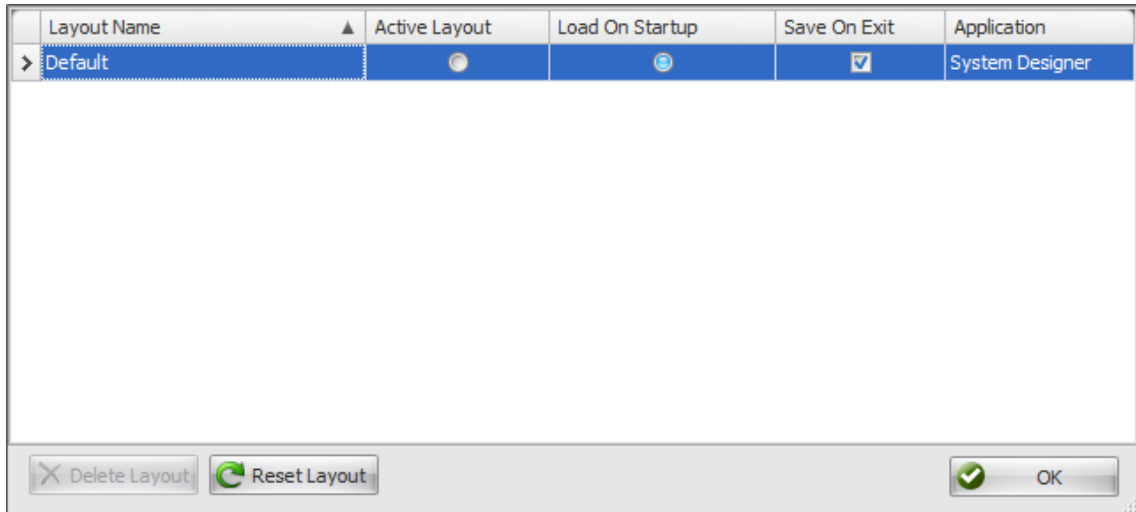 Layout Name Active Layout Load On Startup Save On Exit Application
Default System Designer
Delete Layout Reset Layout OK